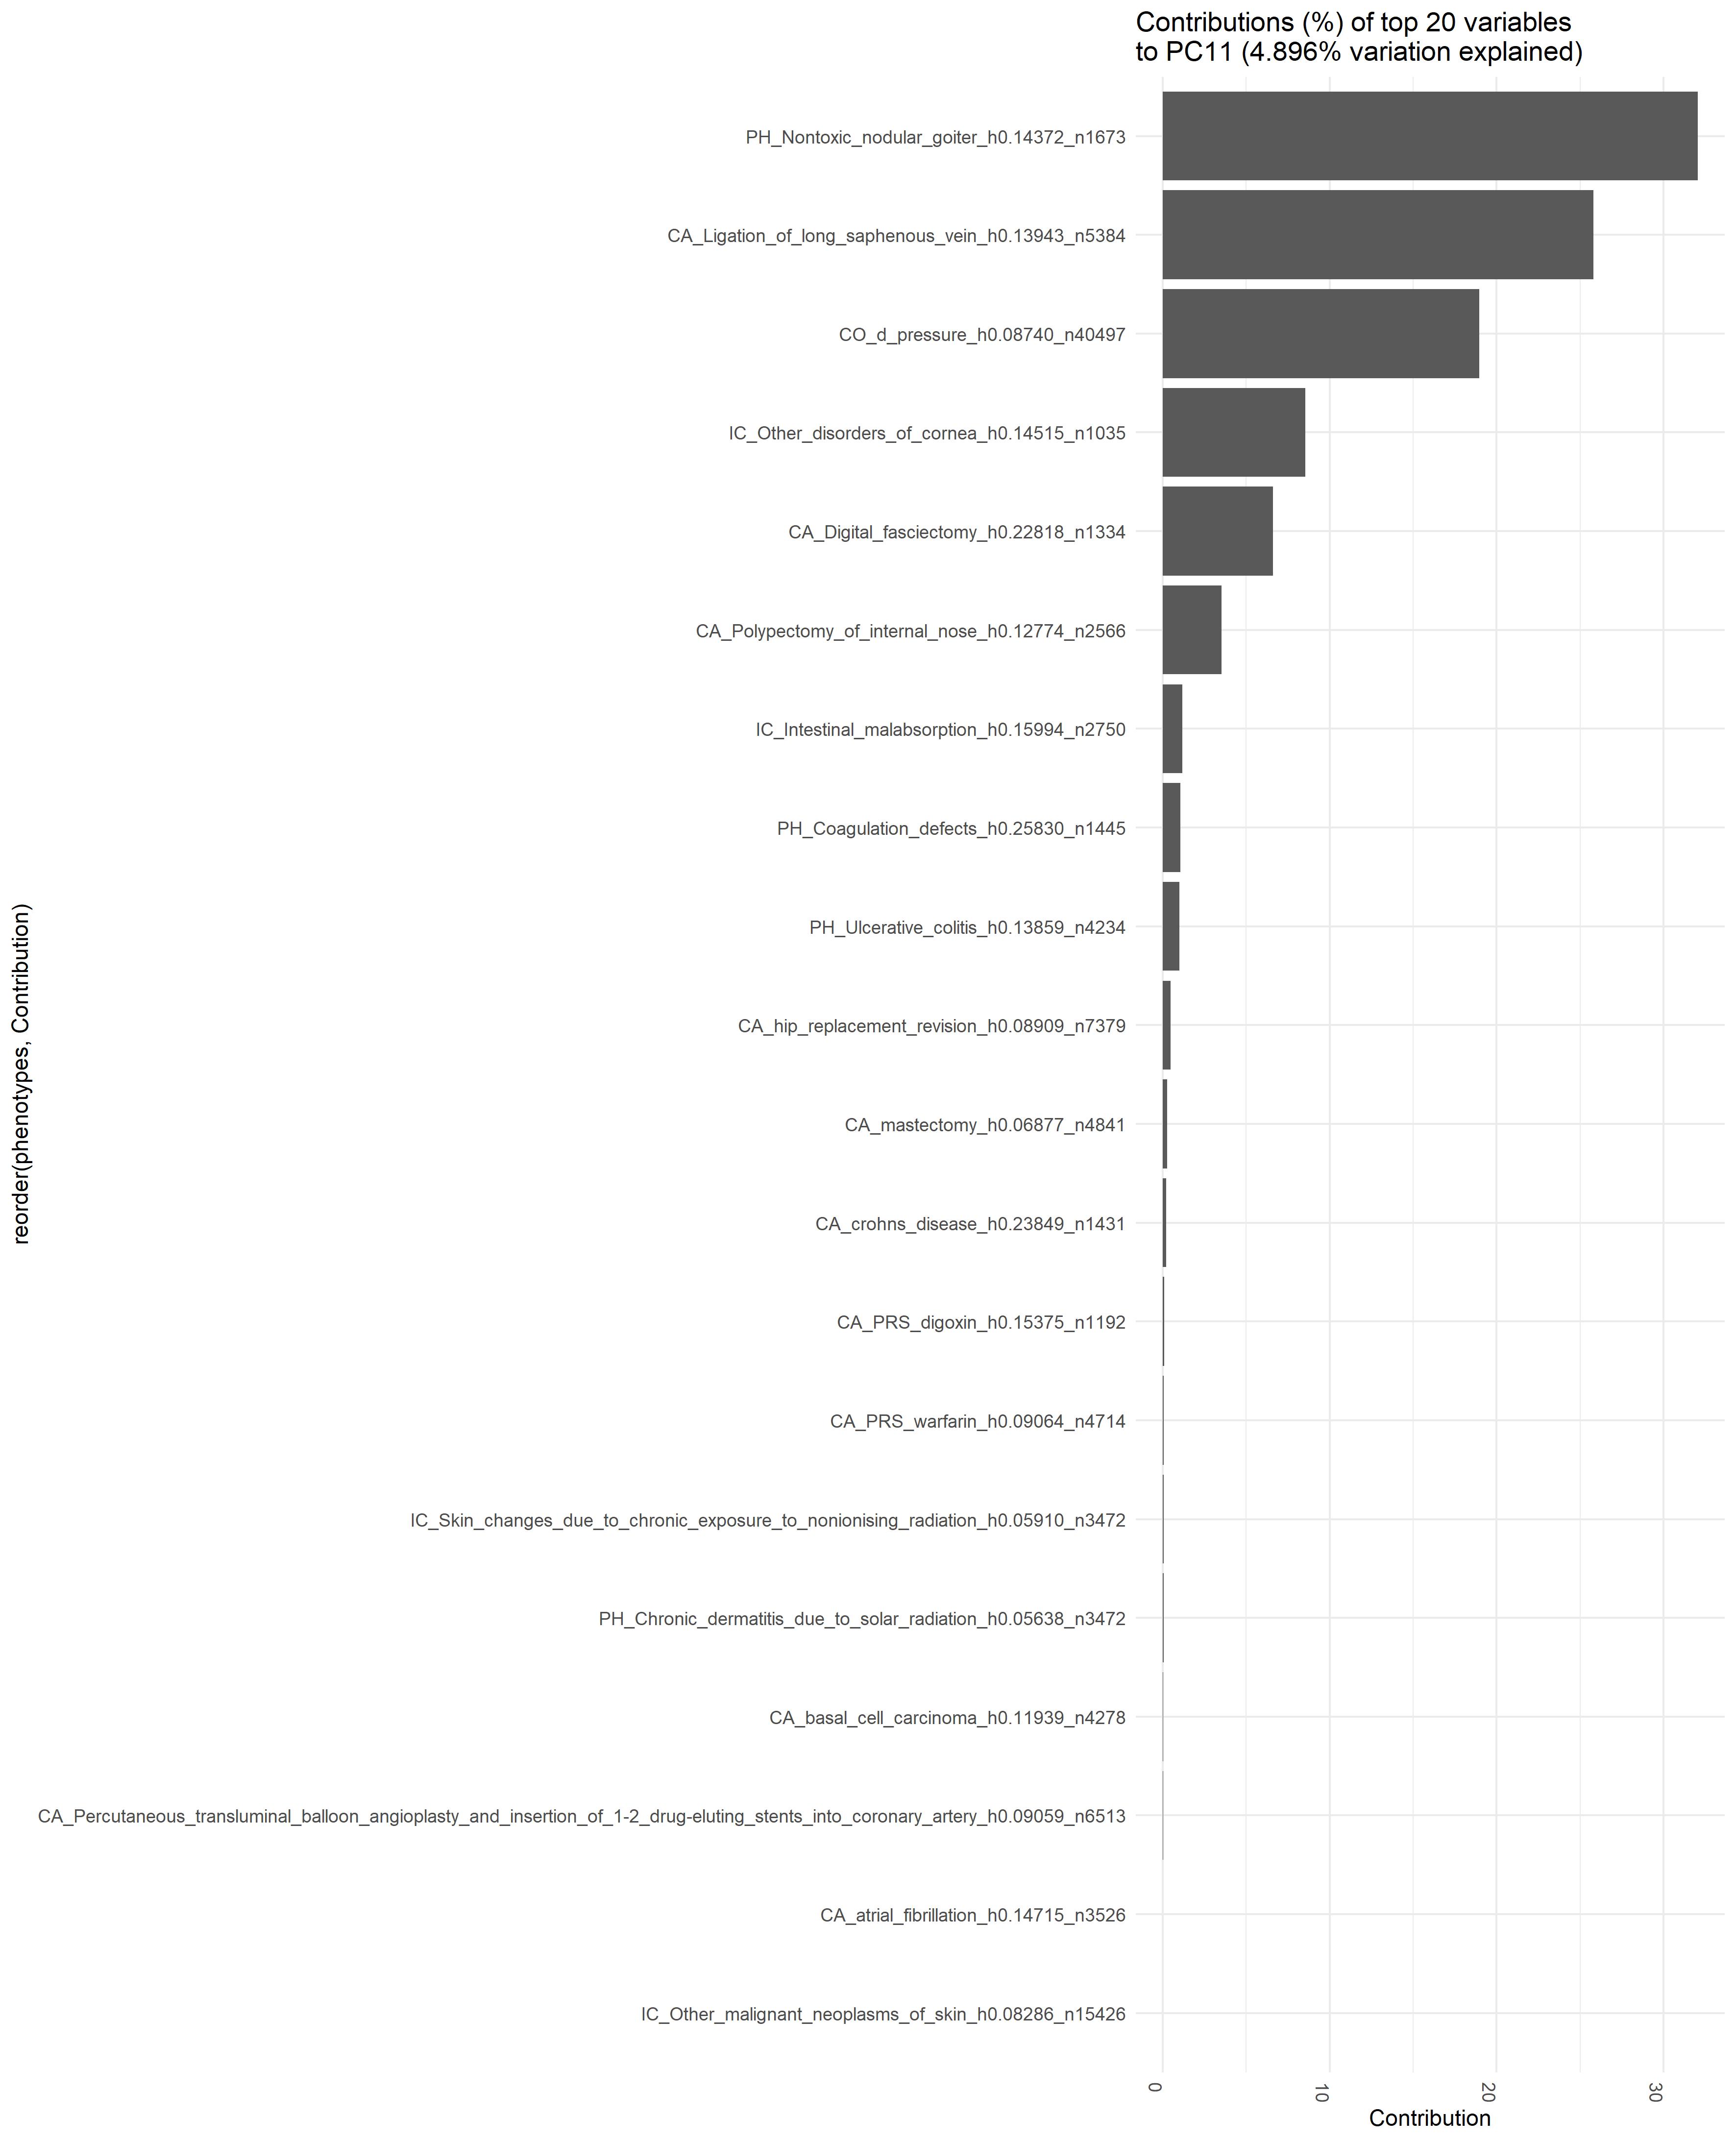 Contributions (%) of top 20 variables
to PC11 (4.896% variation explained)
PH_Nontoxic_nodular_goiter_h0.14372_n1673
CA_Ligation_of_long_saphenous_vein_h0.13943_n5384
CO_d_pressure_h0.08740_n40497
IC_Other_disorders_of_cornea_h0.14515_n1035
CA_Digital_fasciectomy_h0.22818_n1334
CA_Polypectomy_of_internal_nose_h0.12774_n2566
IC_Intestinal_malabsorption_h0.15994_n2750
PH_Coagulation_defects_h0.25830_n1445
PH_Ulcerative_colitis_h0.13859_n4234
CA_hip_replacement_revision_h0.08909_n7379
CA_mastectomy_h0.06877_n4841
CA_crohns_disease_h0.23849_n1431
CA_PRS_digoxin_h0.15375_n1192
CA_PRS_warfarin_h0.09064_n4714
IC_Skin_changes_due_to_chronic_exposure_to_nonionising_radiation_h0.05910_n3472
PH_Chronic_dermatitis_due_to_solar_radiation_h0.05638_n3472
CA_basal_cell_carcinoma_h0.11939_n4278
CA_Percutaneous_transluminal_balloon_angioplasty_and_insertion_of_1-2_drug-eluting_stents_into_coronary_artery_h0.09059_n6513
CA_atrial_fibrillation_h0.14715_n3526
IC_Other_malignant_neoplasms_of_skin_h0.08286_n15426
reorder(phenotypes, Contribution)
0 10 20 30
Contribution